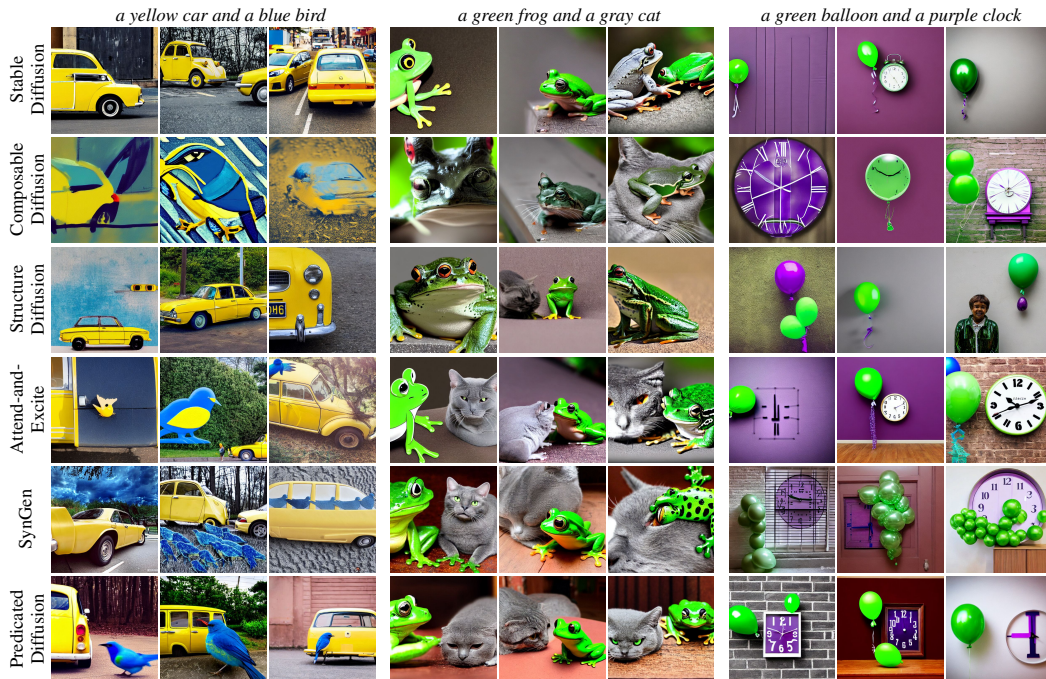 a yellow car and a blue bird
a green frog and a gray cat
a green balloon and a purple clock
Stable
Diffusion
Composable
Diffusion
Structure
Diffusion
Attend-and-
Excite
SynGen
Predicated
Diffusion